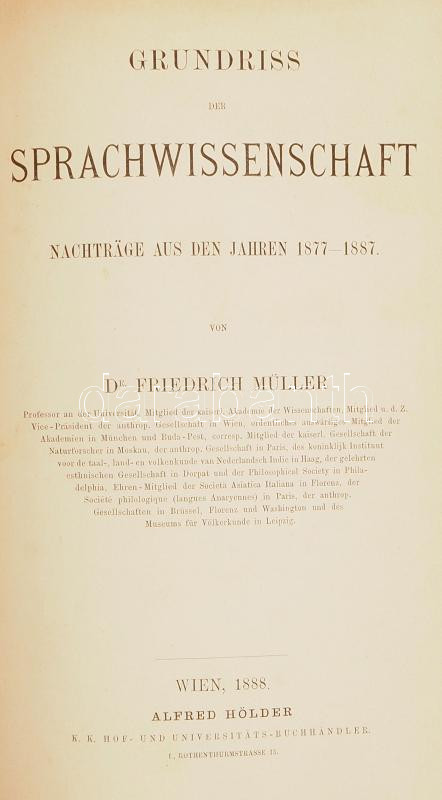 GRUNDRISS
DER
SPRACHWISSENSCHAFT
NACHTRÄGE AUS DEN JAHREN 1877—1887.
VON
DR. FRIEDRICH MÜLLER
darabanth
Professor an der Universität, Mitglied der kaiserl. Akademie der Wissenschaften, Mitglied u. d. Z.
Vice-Präsident der anthrop. Gesellschaft in Wien, ordentliches auswärtiges Mitglied der
Akademien in München und Buda-Pest, corresp. Mitglied der kaiserl. Gesellschaft der
Naturforscher in Moskau, der anthrop. Gesellschaft in Paris, des koninklijk Instituut
voor de taal-, land- en volkenkunde van Nederlandsch Indie in Haag, der gelehrten
esthnischen Gesellschaft in Dorpat und der Philosophical Society in Phila-
delphia, Ehren-Mitglied der Società Asiatica Italiana in Florenz, der
Société philologique (langues Anaryennes) in Paris, der anthrop.
Gesellschaften in Brüssel, Florenz und Washington und des
Museums für Völkerkunde in Leipzig.
WIEN, 1888.
ALFRED HÖLDER
K. K. HOF- UND UNIVERSITÄTS-BUCHHÄNDLER.
I., ROTHENTHURMSTRASSE 15.